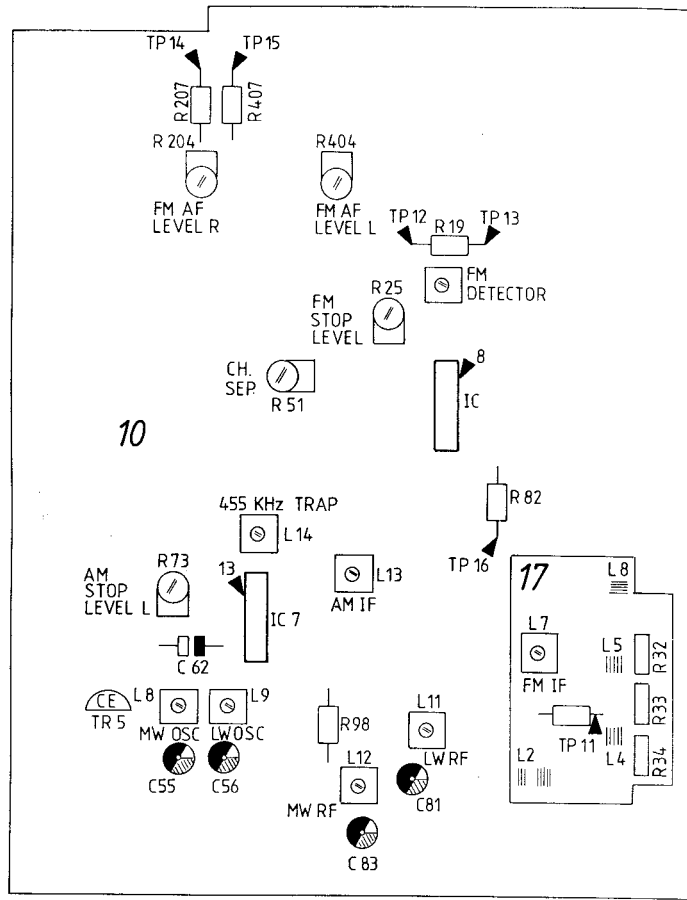 TP 14
TP 15
R 207
R 407
R 204
R404
FM AF
LEVEL R
FM AF
LEVEL L
TP 12
TP 13
R 19
FM
DETECTOR
R 25
FM
STOP
LEVEL
CH.
SEP.
R 51
8
IC
10
R 82
TP 16
455 KHz TRAP
L 14
R73
13
AM
STOP
LEVEL L
IC 7
L13
AM IF
C 62
17
L8
L7
FM IF
L5
R32
R33
R34
TP 11
L4
L2
CE
TR 5
L8
L9
MW OSC
LW OSC
C55
C56
R98
L11
LW RF
L12
MW RF
C81
C 83